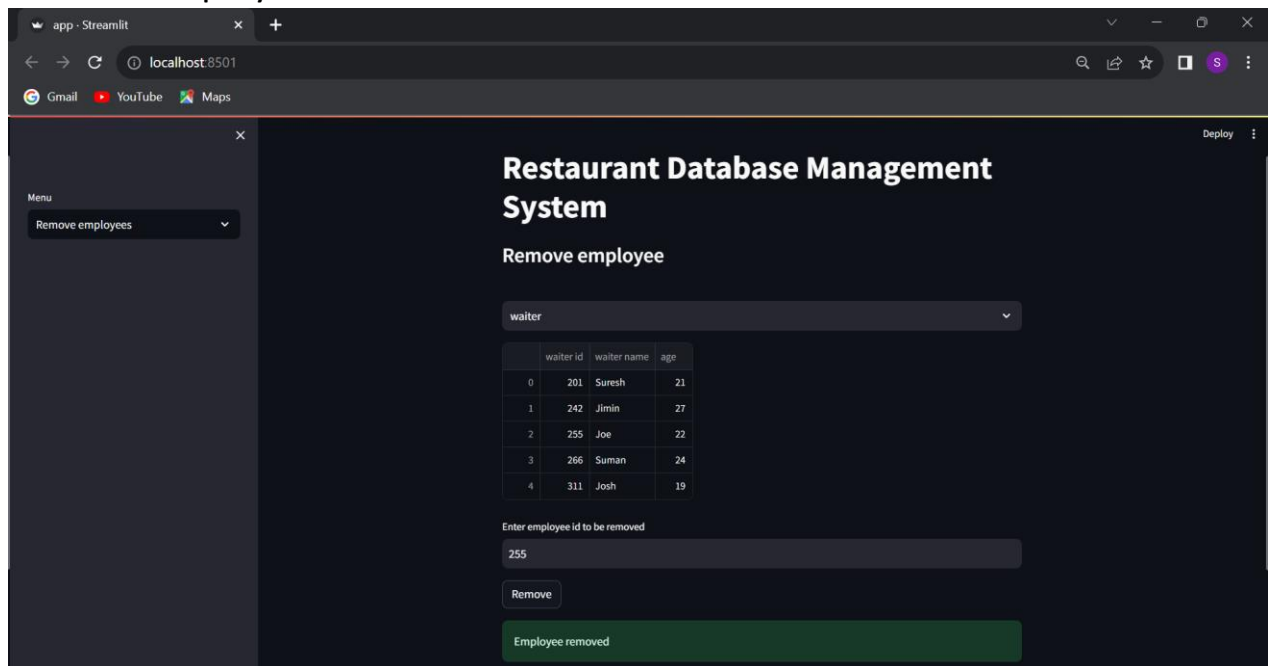 app · Streamlit
localhost:8501
S
Gmail YouTube Maps
Deploy
Restaurant Database Management
System
Menu
Remove employees
Remove employee
waiter
waiter id waiter name age
0 201 Suresh 21
1 242 Jimin 27
2 255 Joe 22
3 266 Suman 24
4 311 Josh 19
Enter employee id to be removed
255
Remove
Employee removed